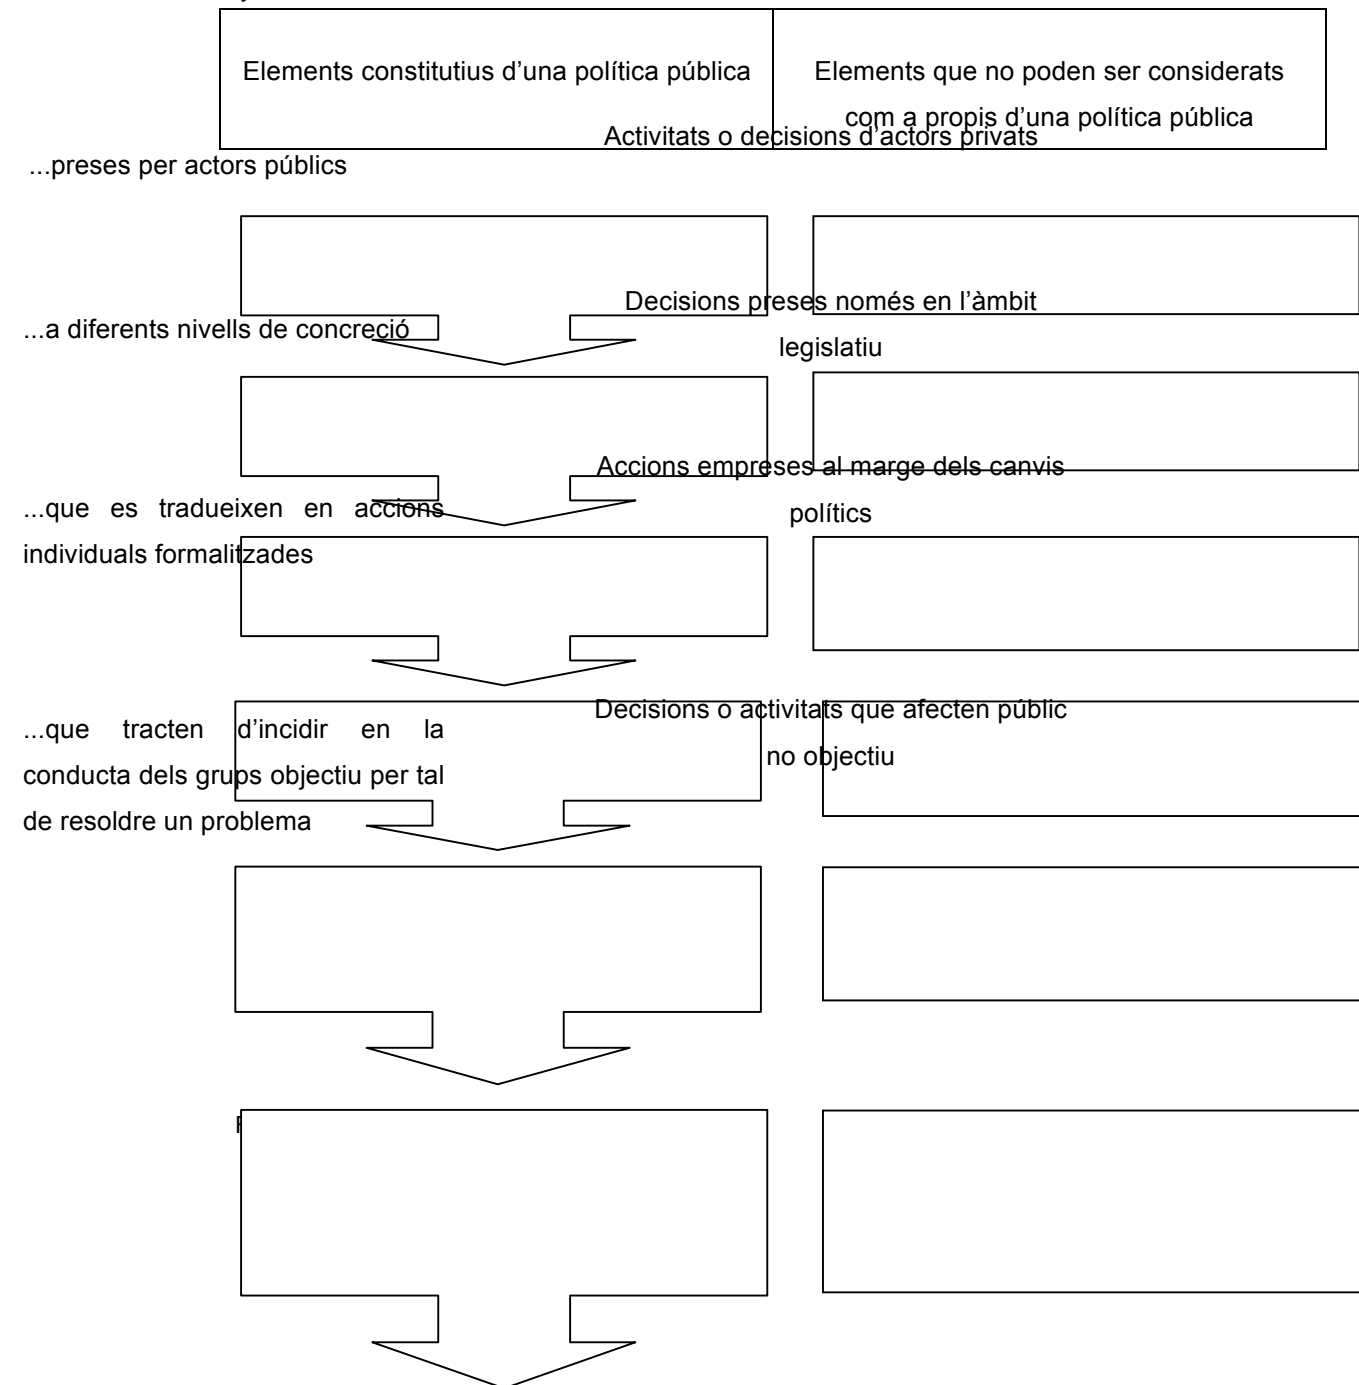 Elements constitutius d’una política pública
Elements que no poden ser considerats
com a propis d’una política pública
Activitats o decisions d’actors privats
...preses per actors públics
Decisions preses només en l’àmbit
legislatiu
...a diferents nivells de concreció
Accions empreses al marge dels canvis
polítics
...que es tradueixen en accions
individuals formalitzades
Decisions o activitats que afecten públic
no objectiu
...que tracten d’incidir en la
conducta dels grups objectiu per tal
de resoldre un problema